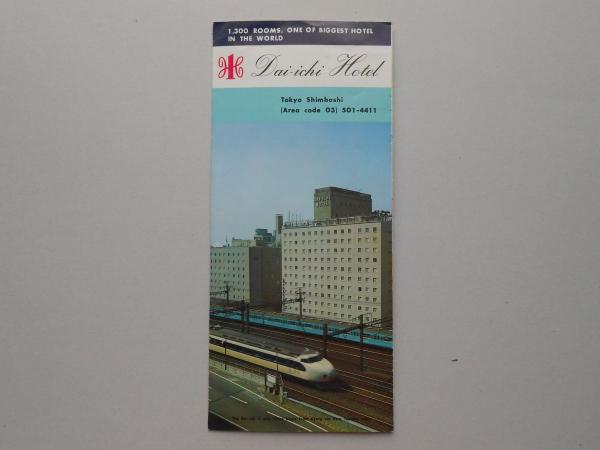 1.300 ROOMS, ONE OF BIGGEST HOTEL
IN THE WORLD
Dai-ichi Hotel
Tokyo Shimbashi
(Area code 03) 501-4411